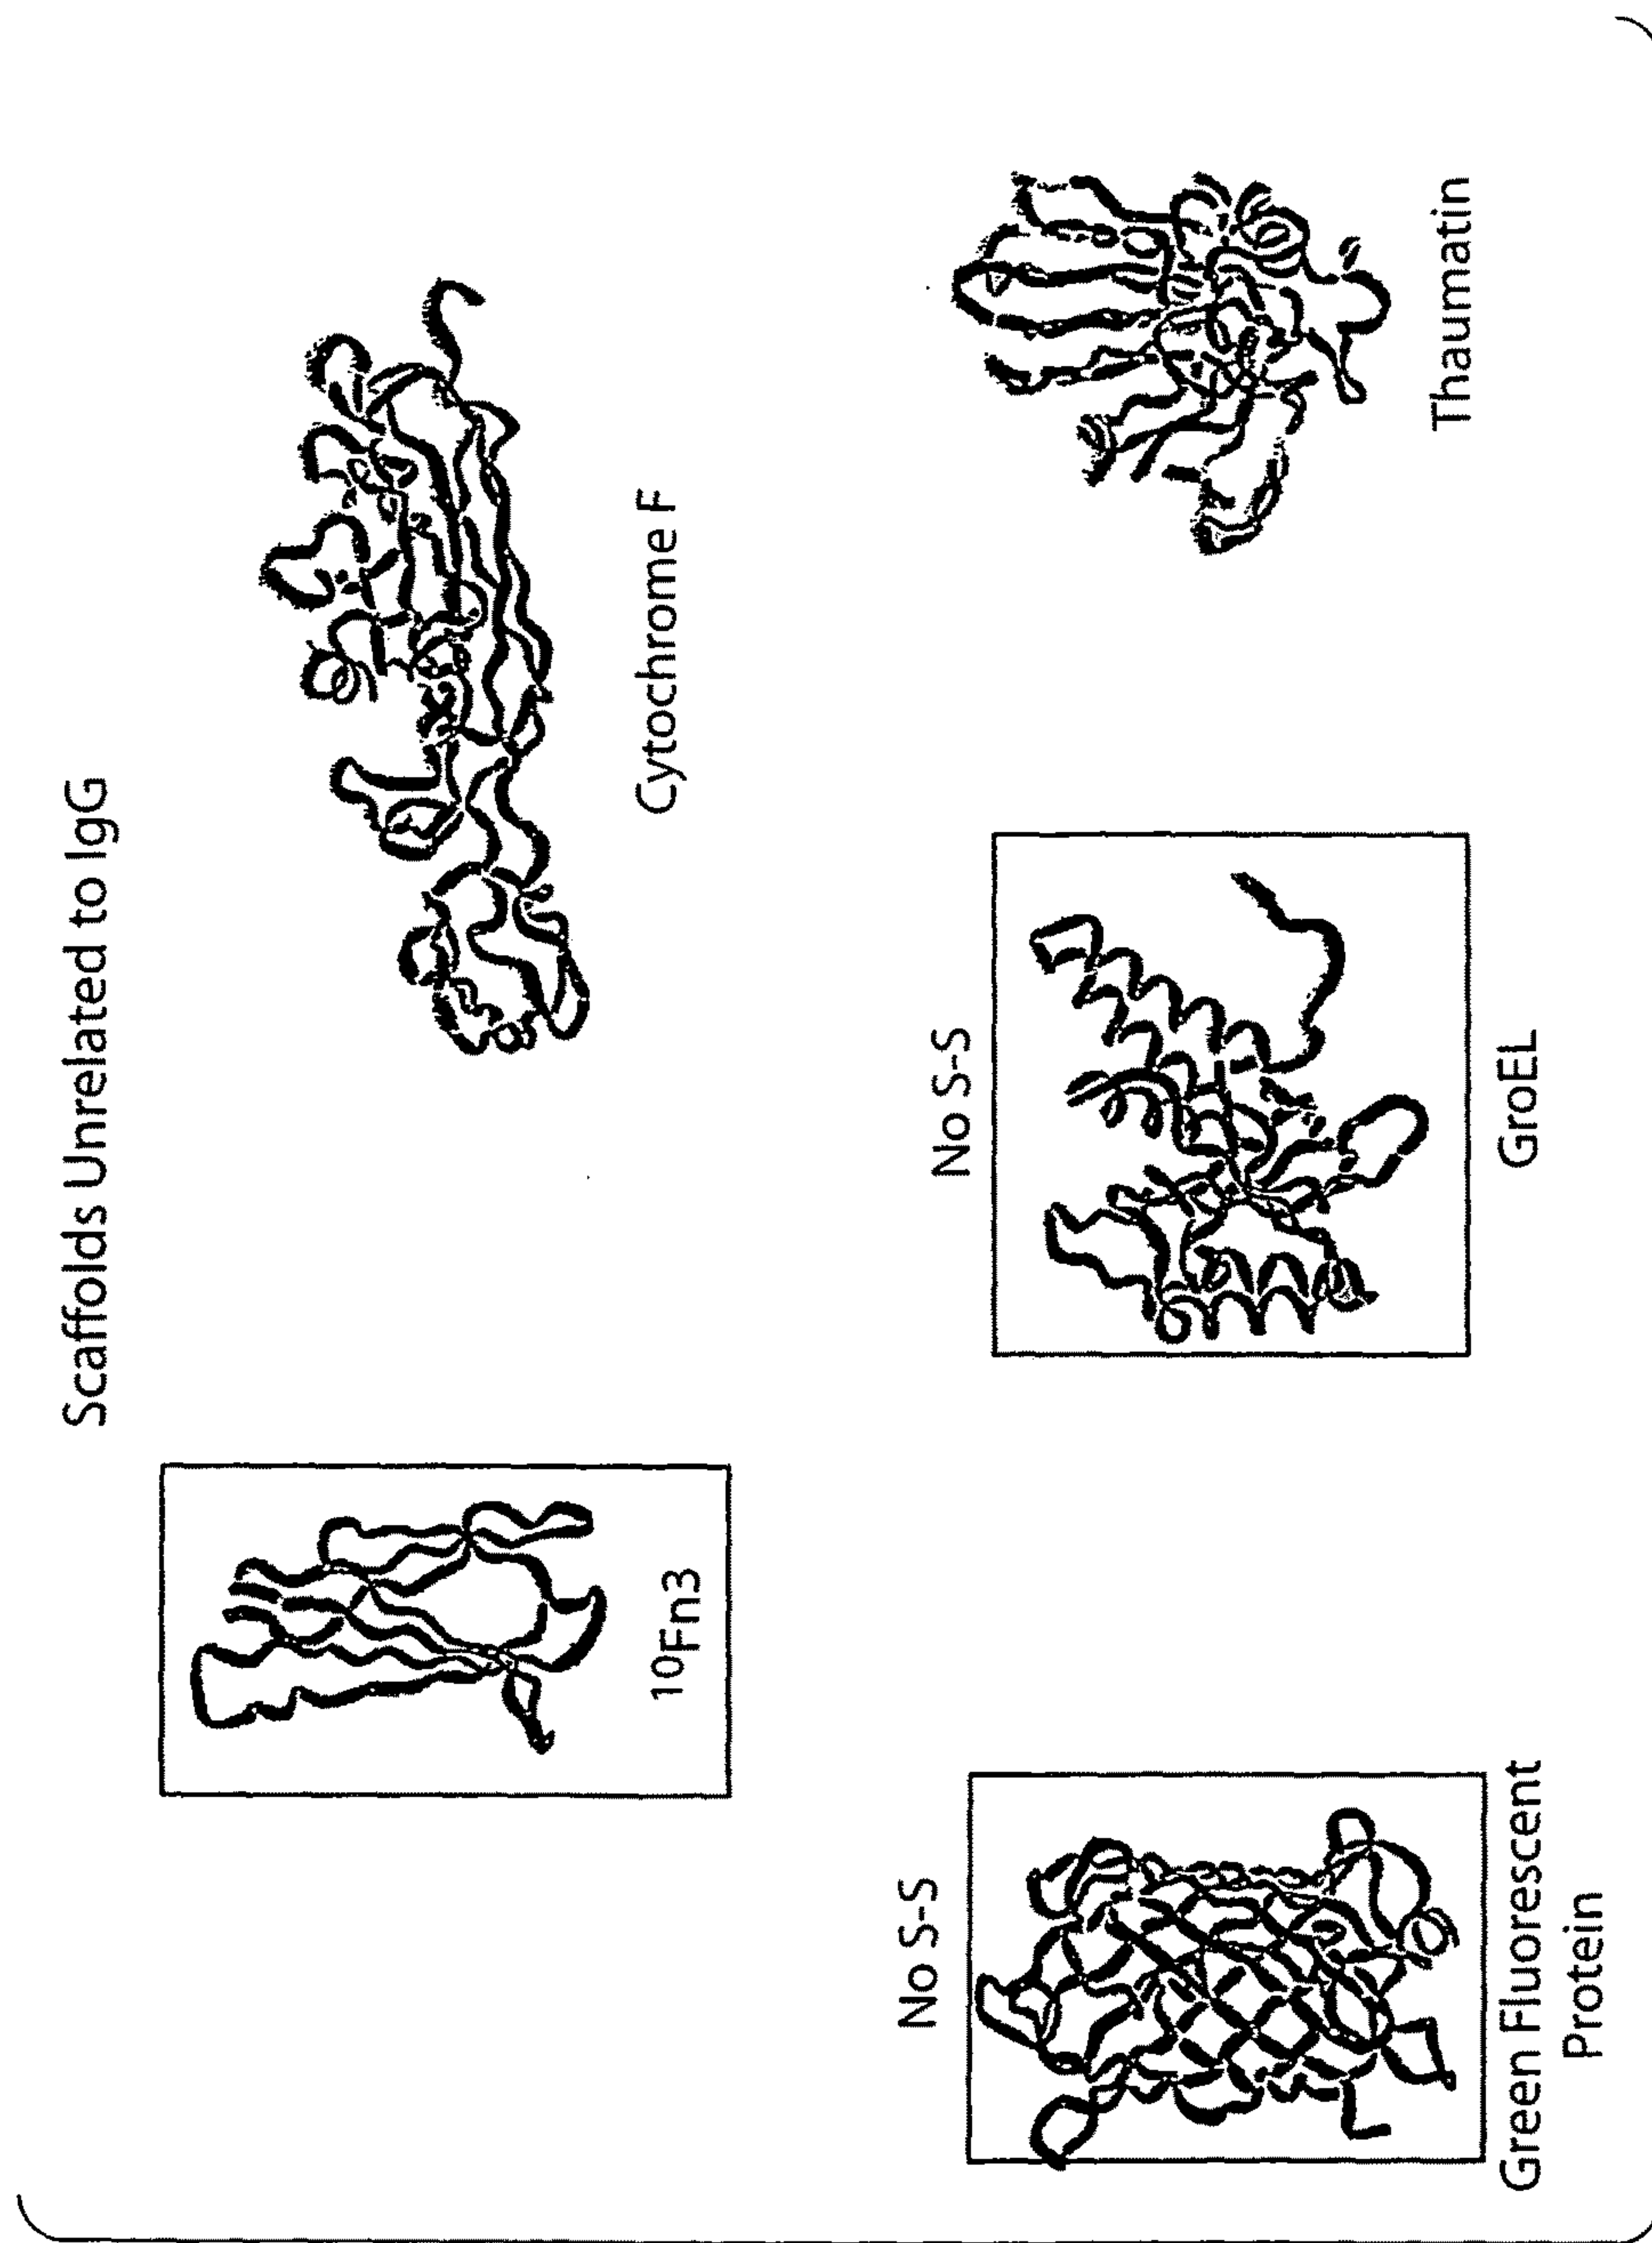 Scaffolds Unrelated to IgG
10Fn3
Cytochrome F
No S-S
Green Fluorescent
Protein
No S-S
GroEL
Thaumatin